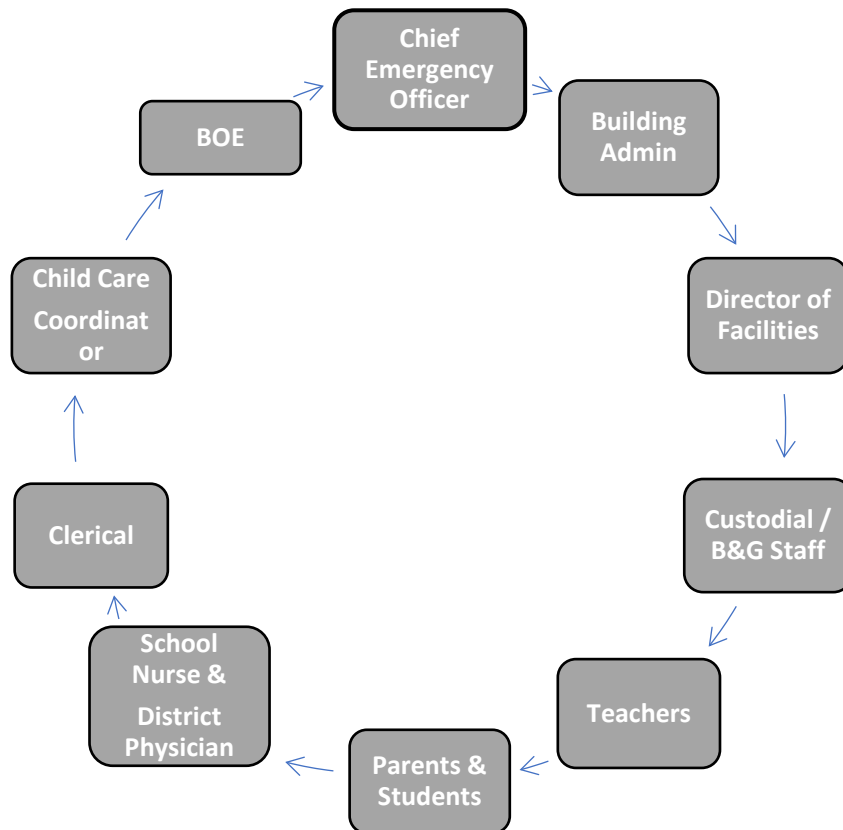 Chief
Emergency
Officer
Building
Admin
Director of
Facilities
Custodial /
B&G Staff
Teachers
Parents &
Students
School
Nurse &
District
Physician
Clerical
Child Care
Coordinat
or
BOE